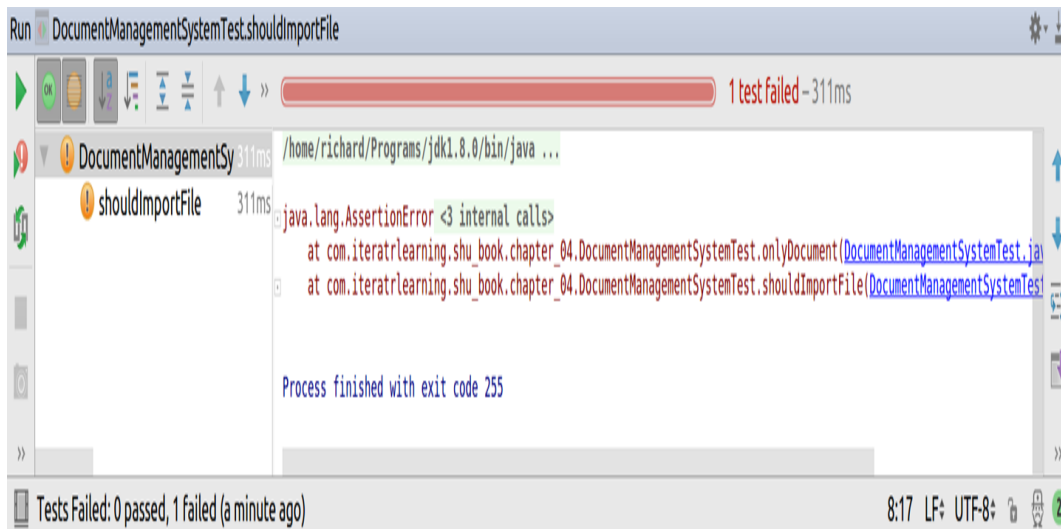 Run DocumentManagementSystemTest.shouldImportFile
OK
1 test failed – 311ms
DocumentManagementSy 311ms
shouldImportFile 311ms
/home/richard/Programs/jdk1.8.0/bin/java ...
java.lang.AssertionError <3 internal calls>
at com.iteratrlearning.shu_book.chapter_04.DocumentManagementSystemTest.onlyDocument(DocumentManagementSystemTest.jav
at com.iteratrlearning.shu_book.chapter_04.DocumentManagementSystemTest.shouldImportFile(DocumentManagementSystemTest
Process finished with exit code 255
Tests Failed: 0 passed, 1 failed (a minute ago)
8:17 LF UTF-8